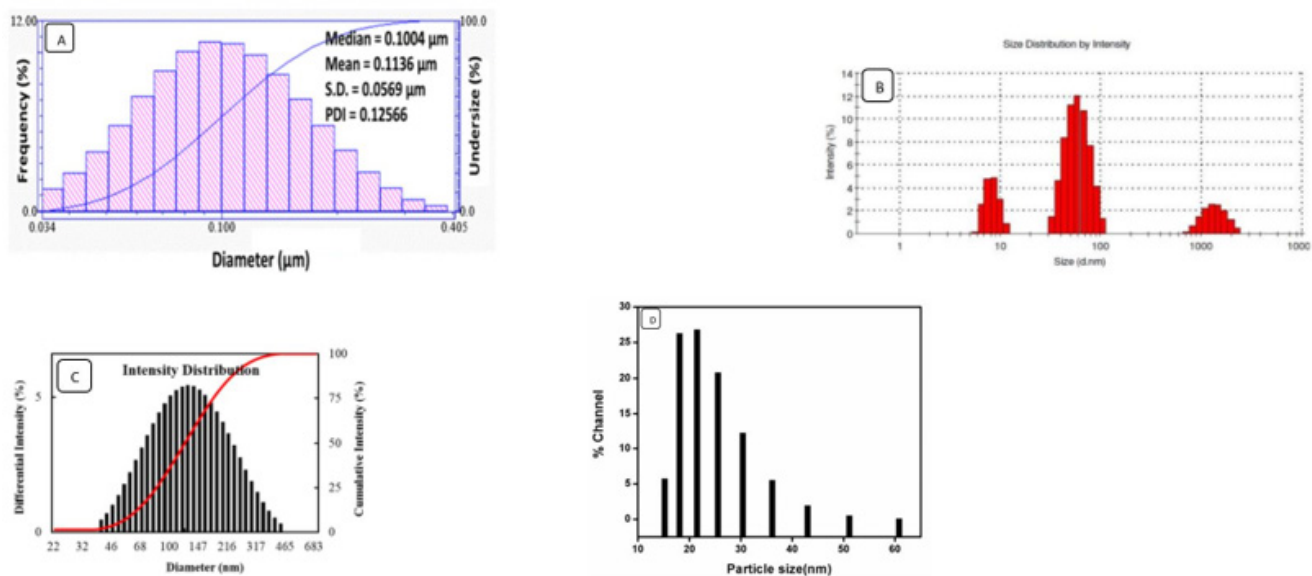 12.00
100.0
A
Median = 0.1004 µm
Mean = 0.1136 µm
S.D. = 0.0569 µm
PDI = 0.12566
Frequency (%)
Undersize (%)
0.0
0.0
0.034
0.100
0.405
Diameter (µm)
Size Distribution by Intensity
B
14
12
10
8
6
4
2
0
Intensity (%)
1
10
100
1000
1000
Size (d.nm)
C
Intensity Distribution
5
0
Differential Intensity (%)
100
75
50
25
0
Cumulative Intensity (%)
22 32 46 68 100 147 216 317 465 683
Diameter (nm)
D
30
25
20
15
10
5
0
% Channel
10 20 30 40 50 60
Particle size(nm)